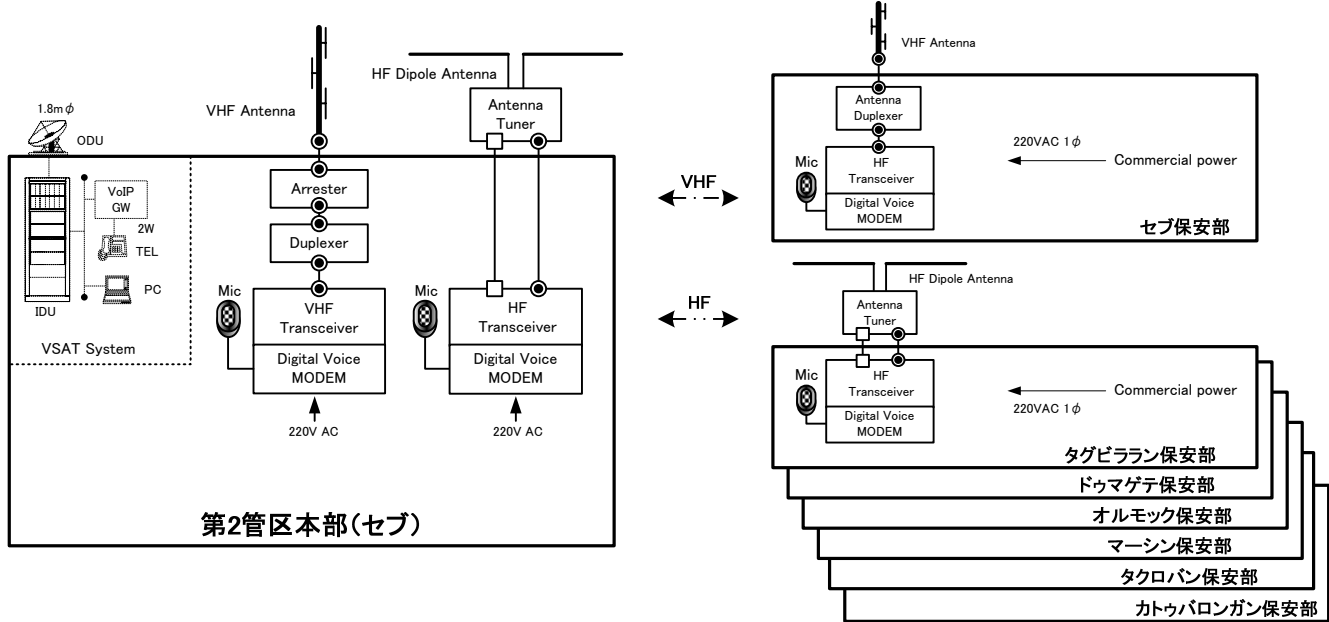 1.8mφ
ODU
VoIP
GW
2W
TEL
PC
IDU
VSAT System
VHF Antenna
Arrester
Duplexer
Mic
VHF
Transceiver
Digital Voice
MODEM
220V AC
HF Dipole Antenna
Antenna
Tuner
Mic
HF
Transceiver
Digital Voice
MODEM
220V AC
第2管区本部(セブ)
VHF
HF
VHF Antenna
Antenna
Duplexer
Mic
HF
Transceiver
Digital Voice
MODEM
220VAC 1φ
Commercial power
セブ保安部
HF Dipole Antenna
Antenna
Tuner
Mic
HF
Transceiver
Digital Voice
MODEM
Commercial power
220VAC 1φ
タグビララン保安部
ドゥマゲテ保安部
オルモック保安部
マーシン保安部
タクロバン保安部
カトゥバロンガン保安部